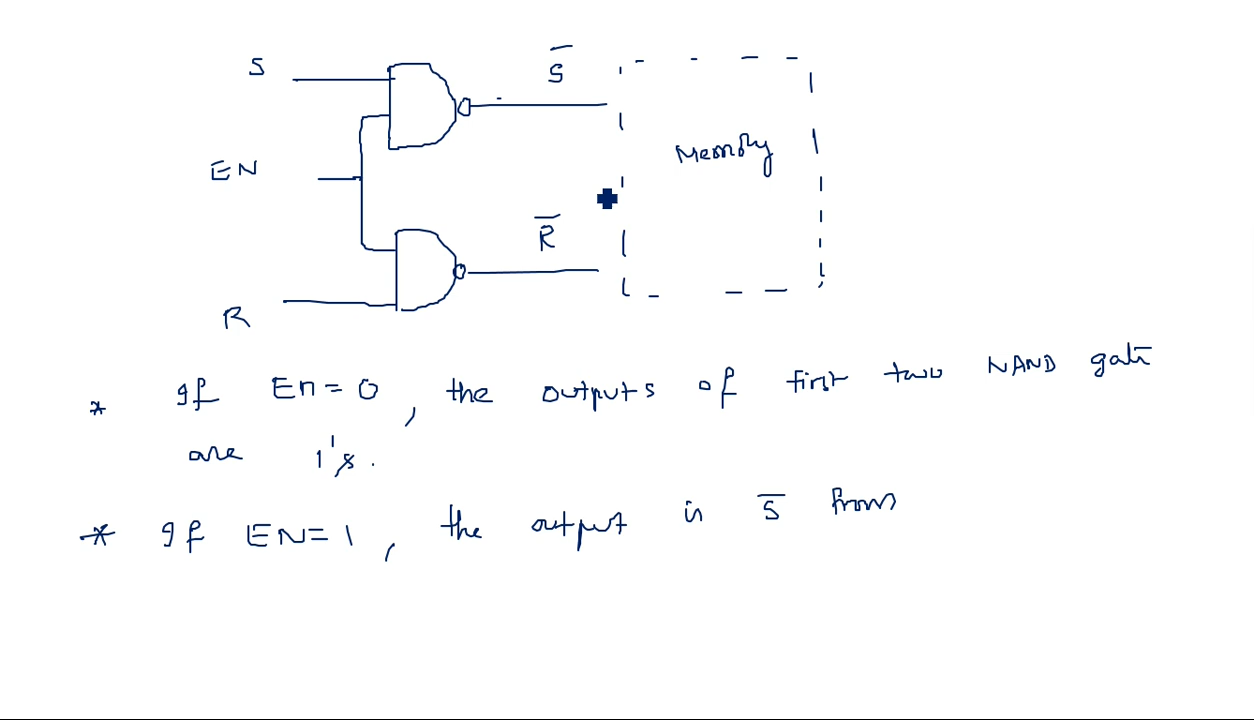 S
S̅
Memory
EN
R̅
R
* If En = 0, the outputs of first two NAND gate
are 1's.
* If EN = 1, the output is S̅ from